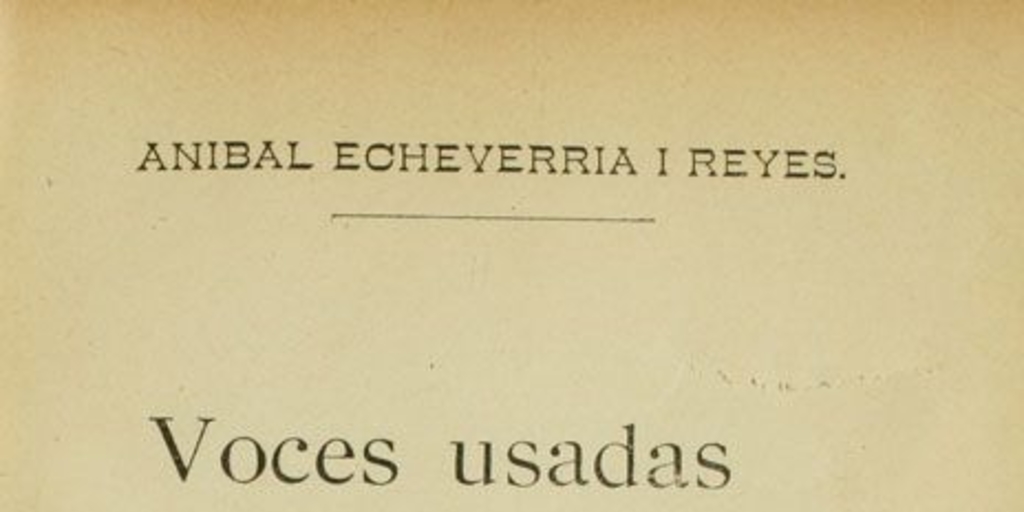 ANIBAL ECHEVERRIA I REYES.
Voces usadas